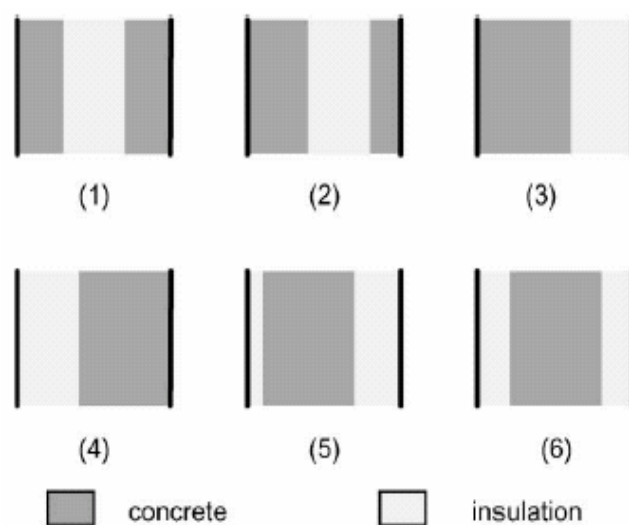 (1) (2) (3)
(4) (5) (6)
concrete insulation